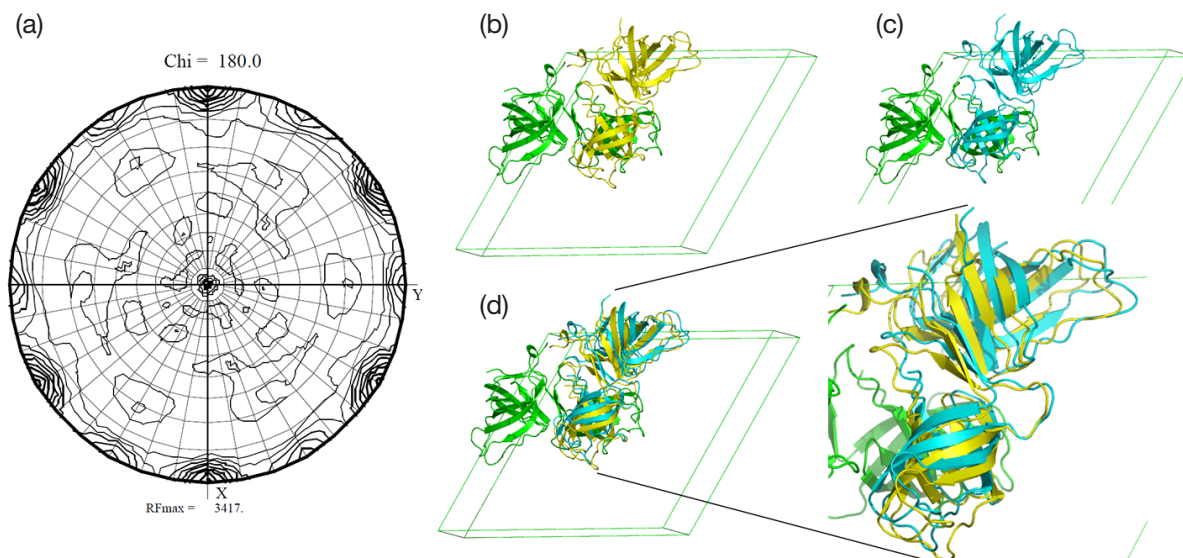 (a)
Chi = 180.0
Y
X
RFmax = 3417.
(b)
(c)
(d)